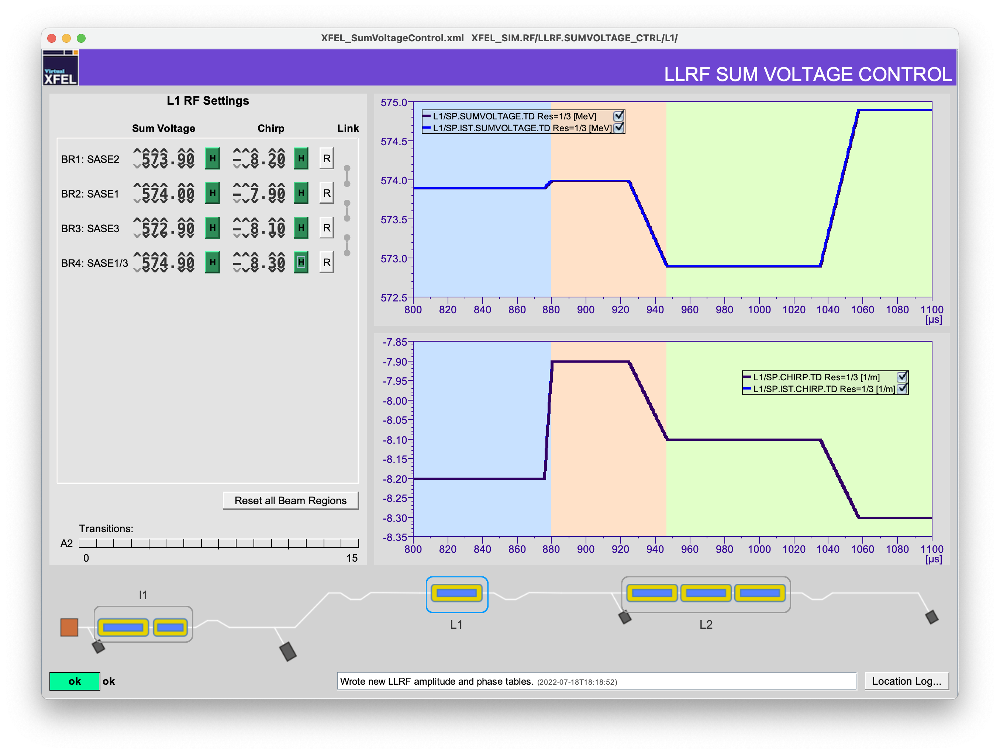 XFEL_SumVoltageControl.xml XFEL_SIM.RF/LLRF.SUMVOLTAGE_CTRL/L1/
Virtual
XFEL
LLRF SUM VOLTAGE CONTROL
L1 RF Settings
Sum Voltage Chirp Link
BR1: SASE2 573.90 H - 8.20 H R
BR2: SASE1 574.00 H - 7.90 H R
BR3: SASE3 572.90 H - 8.10 H R
BR4: SASE1/3 574.90 H - 8.30 H R
Reset all Beam Regions
Transitions:
A2
0 15
575.0
574.5
574.0
573.5
573.0
572.5
L1/SP.SUMVOLTAGE.TD Res=1/3 [MeV]
L1/SP.IST.SUMVOLTAGE.TD Res=1/3 [MeV]
800 820 840 860 880 900 920 940 960 980 1000 1020 1040 1060 1080 1100
[µs]
-7.85
-7.90
-7.95
-8.00
-8.05
-8.10
-8.15
-8.20
-8.25
-8.30
-8.35
L1/SP.CHIRP.TD Res=1/3 [1/m]
L1/SP.IST.CHIRP.TD Res=1/3 [1/m]
800 820 840 860 880 900 920 940 960 980 1000 1020 1040 1060 1080 1100
[µs]
I1
L1
L2
ok ok
Wrote new LLRF amplitude and phase tables. (2022-07-18T18:18:52)
Location Log...